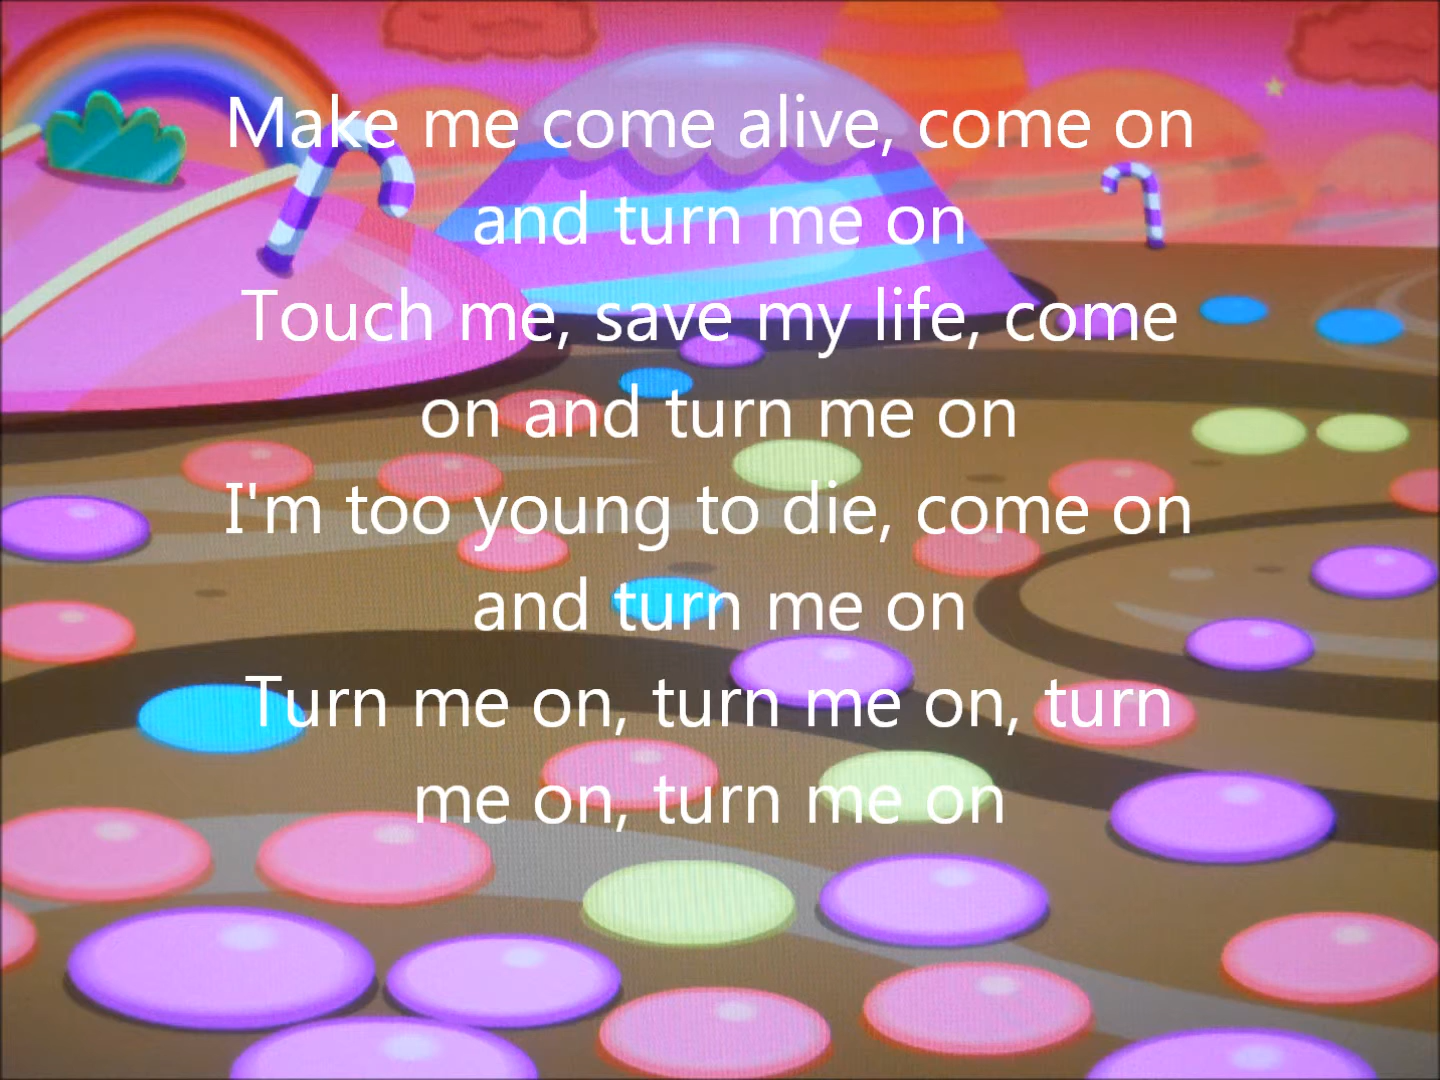 Make me come alive, come on
and turn me on
Touch me, save my life, come
on and turn me on
I'm too young to die, come on
and turn me on
Turn me on, turn me on, turn
me on, turn me on